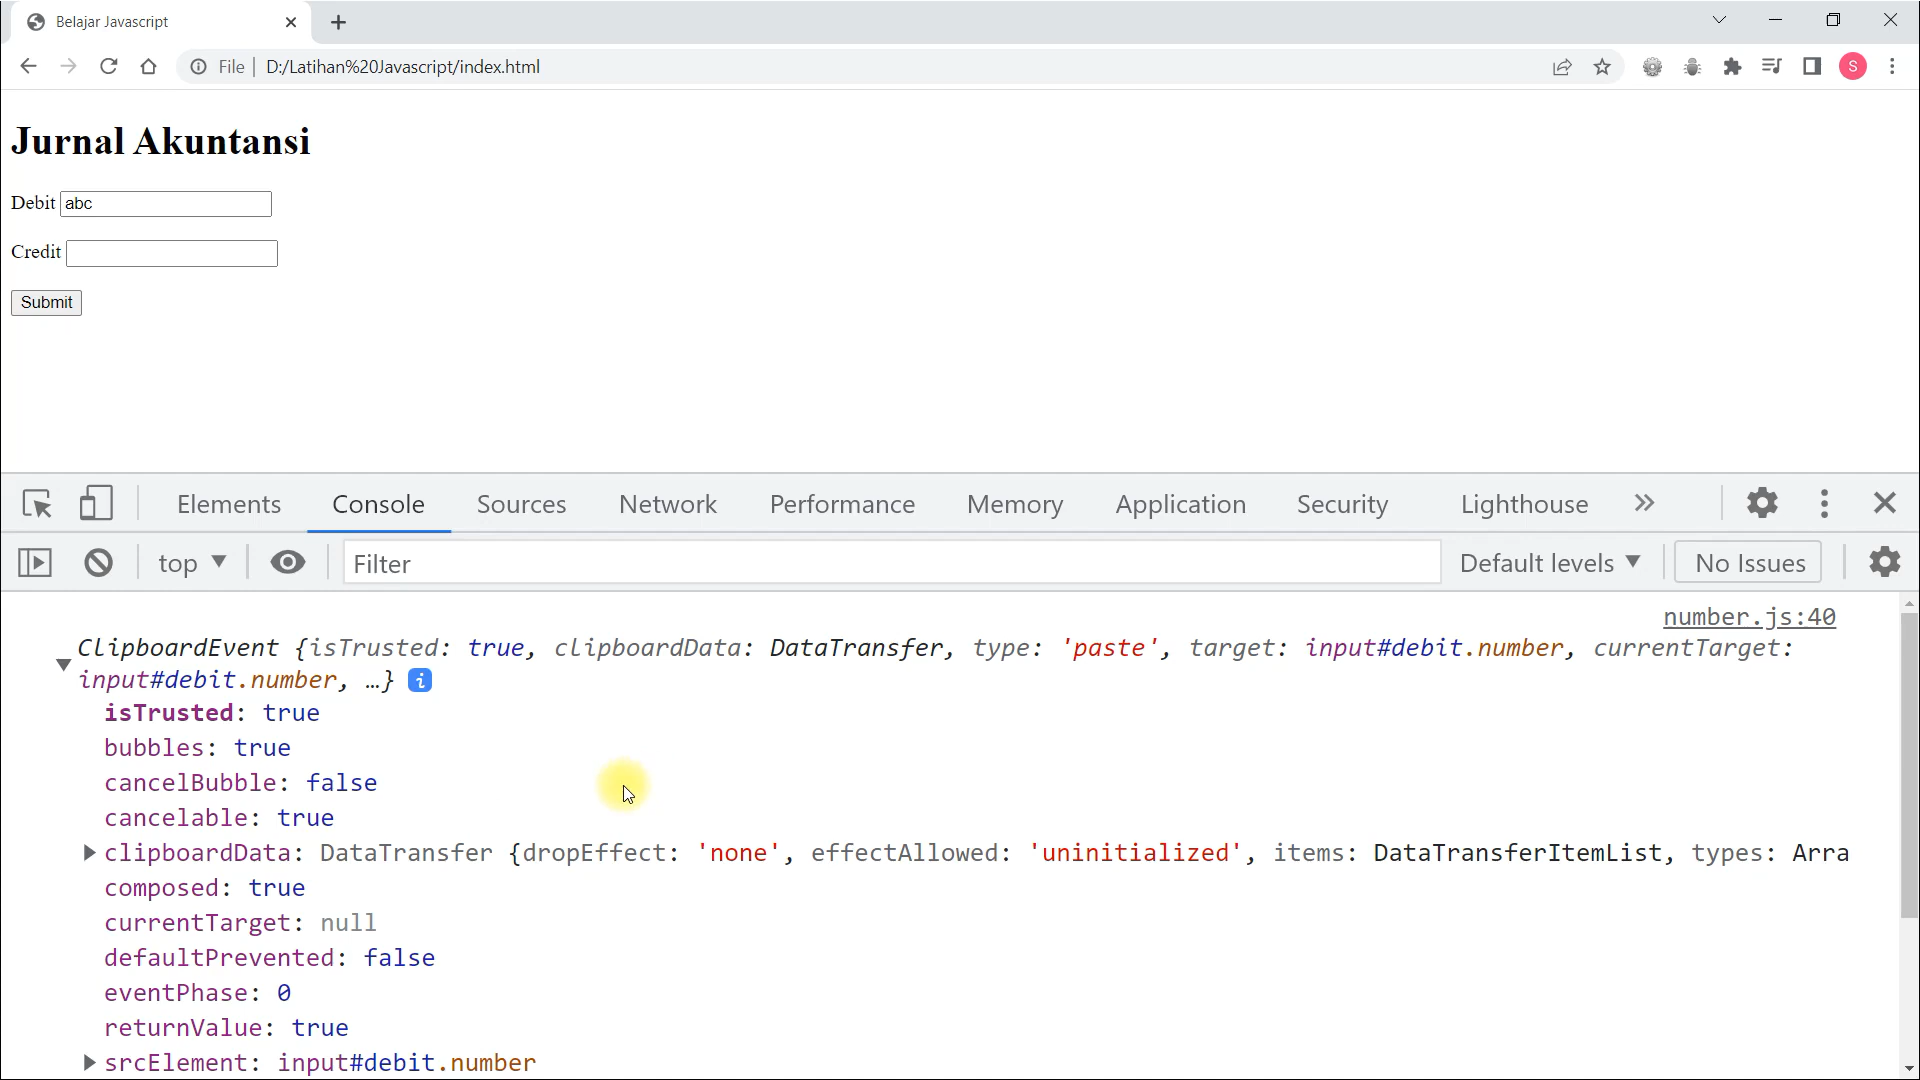 Belajar Javascript
File D:/Latihan%20Javascript/index.html
S
Jurnal Akuntansi
Debit abc
Credit
Submit
Elements Console Sources Network Performance Memory Application Security Lighthouse
top Filter Default levels No Issues
number.js:40
ClipboardEvent {isTrusted: true, clipboardData: DataTransfer, type: 'paste', target: input#debit.number, currentTarget:
input#debit.number, …} i
isTrusted: true
bubbles: true
cancelBubble: false
cancelable: true
clipboardData: DataTransfer {dropEffect: 'none', effectAllowed: 'uninitialized', items: DataTransferItemList, types: Arra
composed: true
currentTarget: null
defaultPrevented: false
eventPhase: 0
returnValue: true
srcElement: input#debit.number